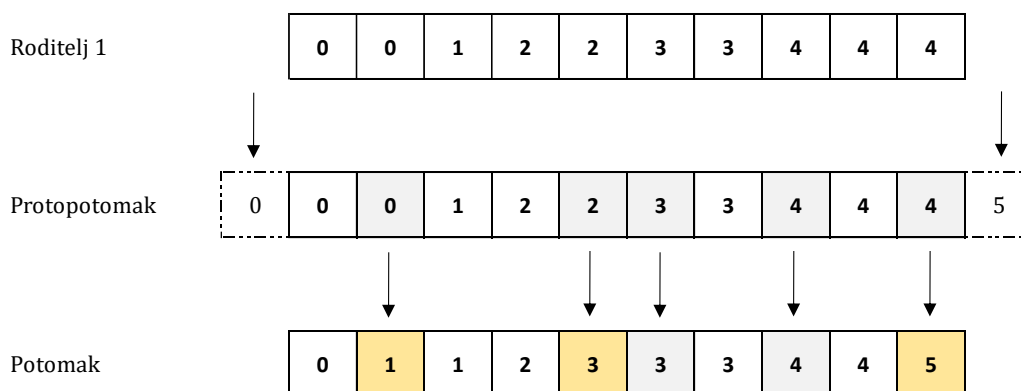 Roditelj 1 0 0 1 2 2 3 3 4 4 4
Protopotomak 0 0 0 1 2 2 3 3 4 4 4 5
Potomak 0 1 1 2 3 3 3 4 4 5